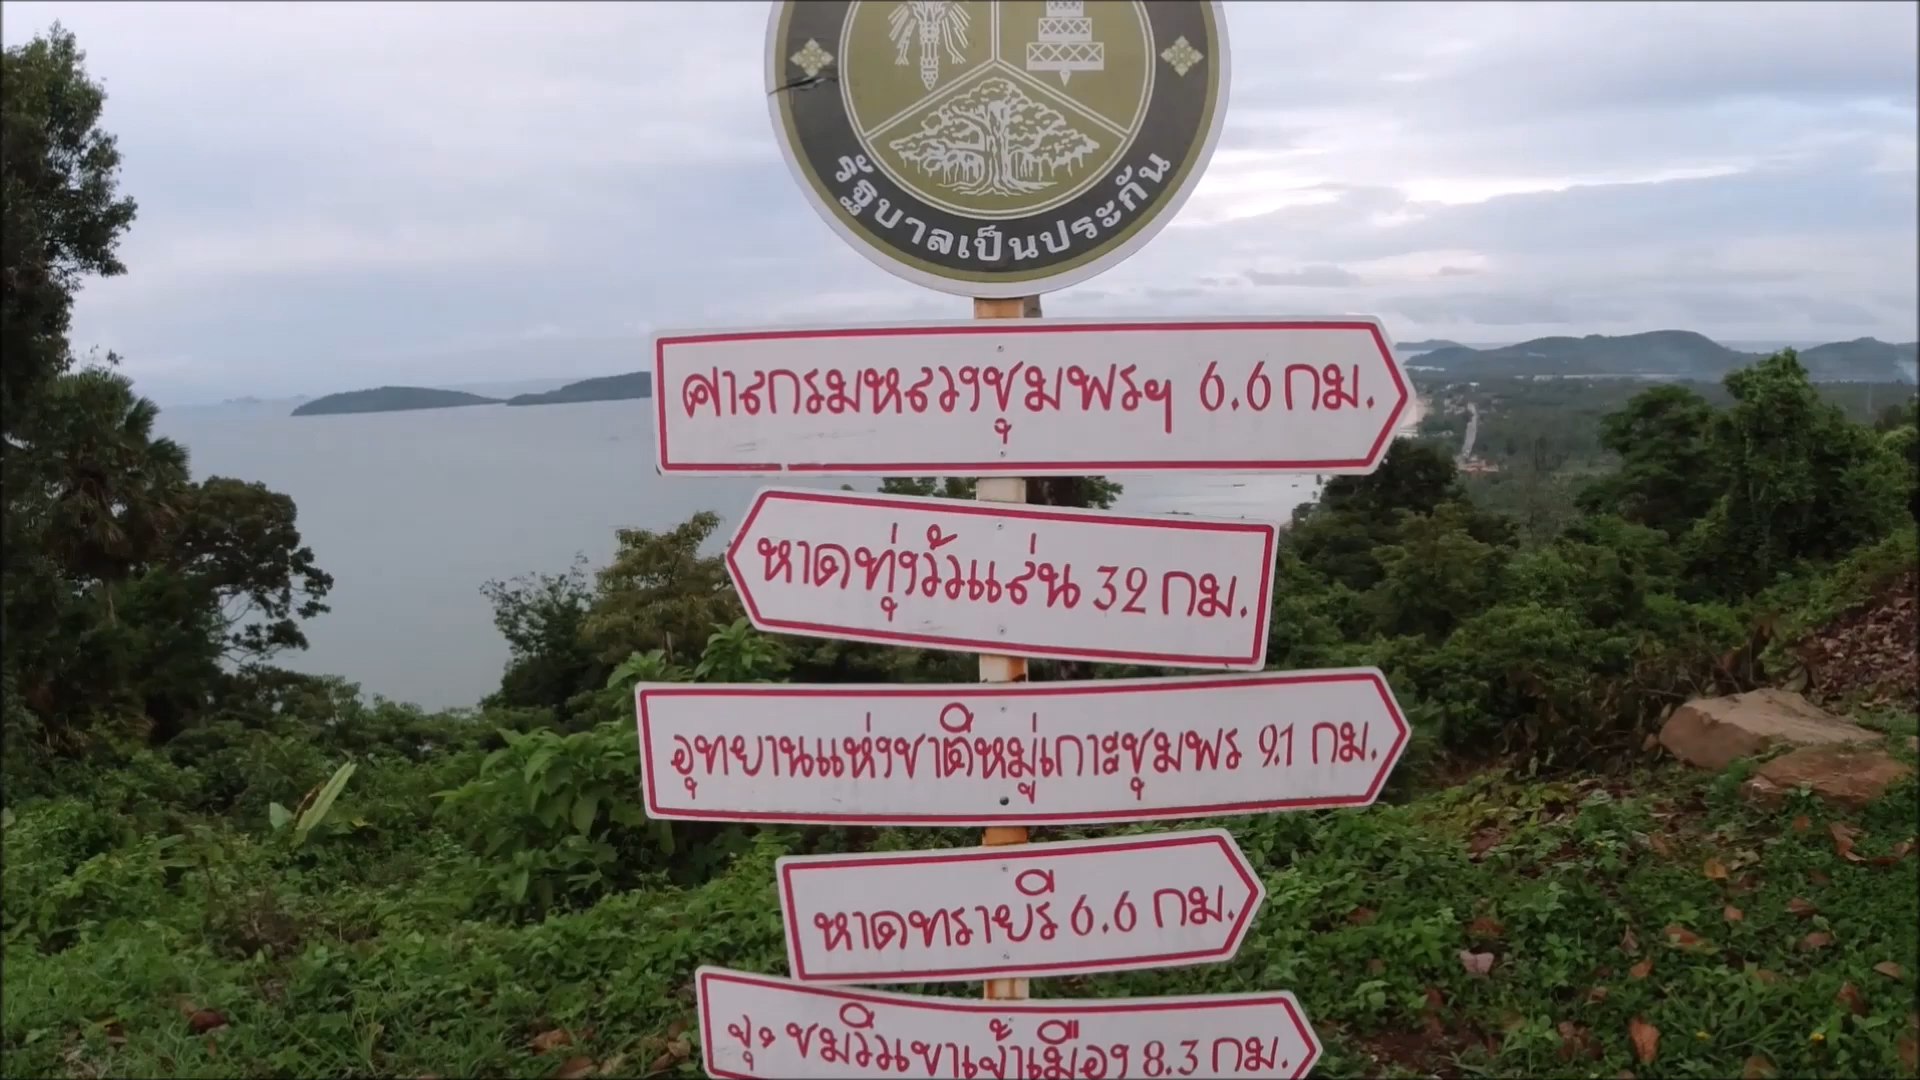 รัฐบาลเป็นประกัน
ศาลกรมหลวงชุมพรฯ 6.6 กม.
หาดทุ่งวัวแล่น 32 กม.
อุทยานแห่งชาติหมู่เกาะชุมพร 9.1 กม.
หาดทรายรี 6.6 กม.
จุดชมวิวเขาเจ้าเมือง 8.3 กม.